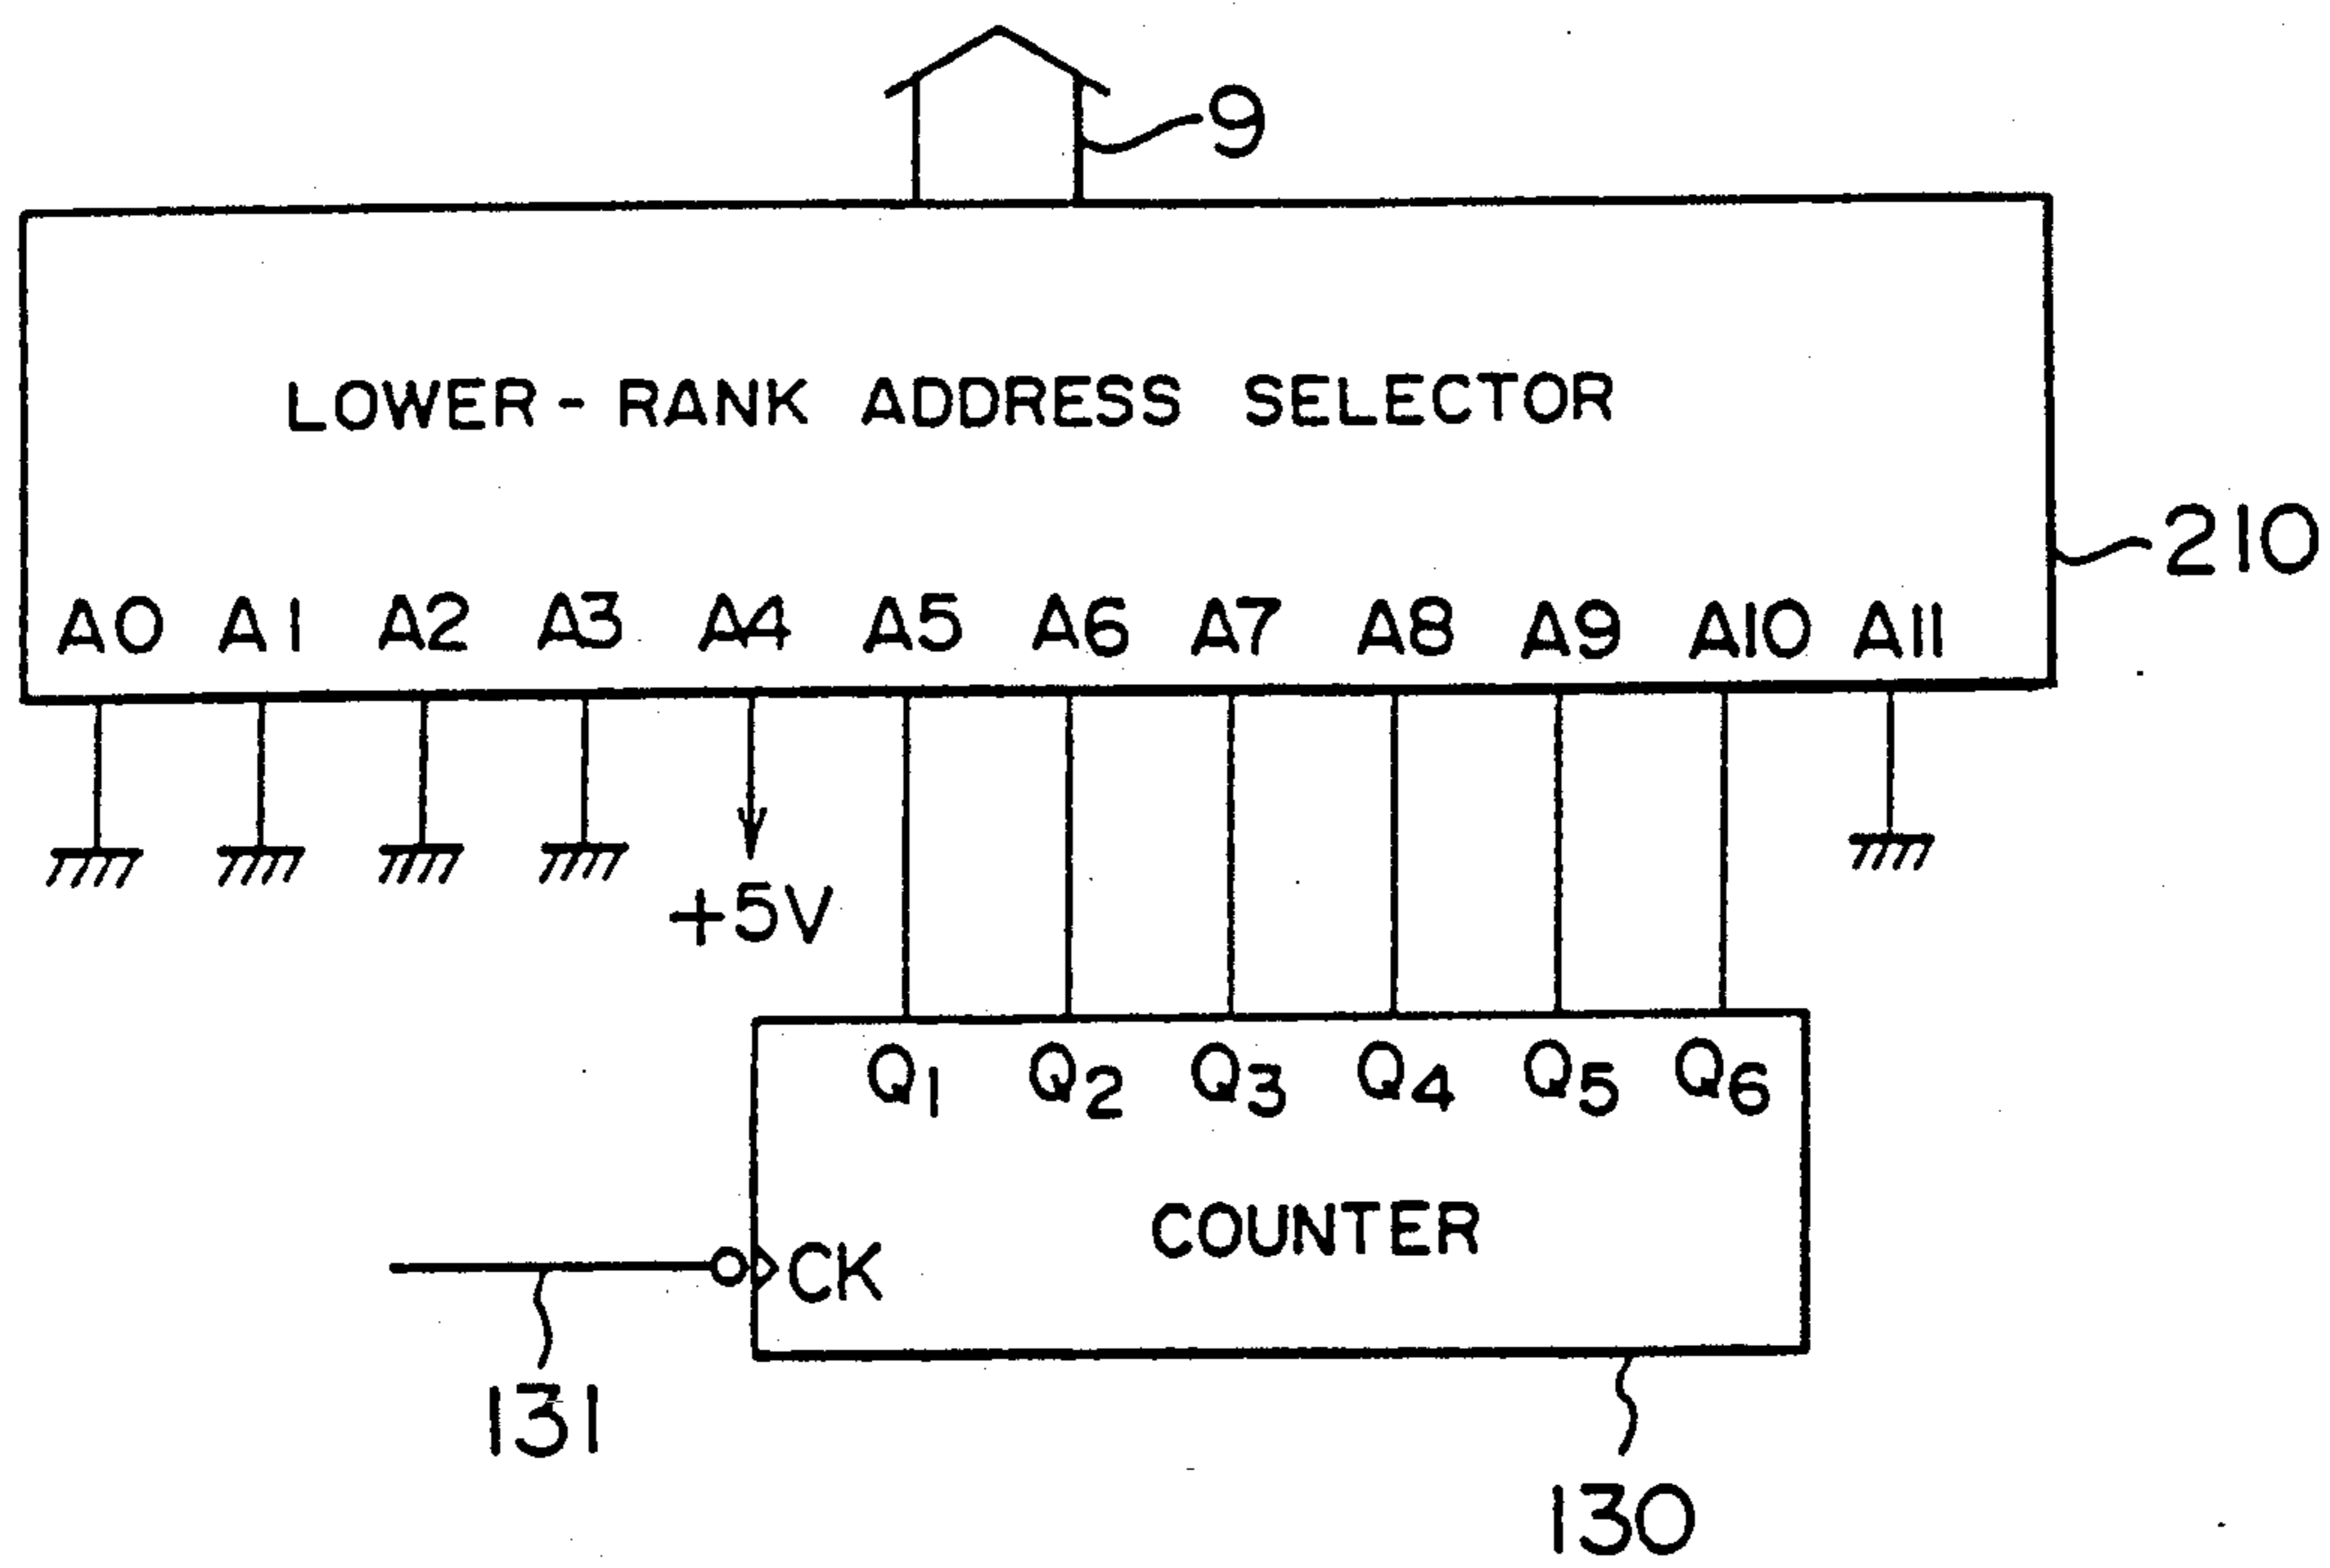 9
LOWER-RANK ADDRESS SELECTOR
210
A0 A1 A2 A3 A4 A5 A6 A7 A8 A9 A10 A11
+5V
Q1 Q2 Q3 Q4 Q5 Q6
COUNTER
CK
131
130